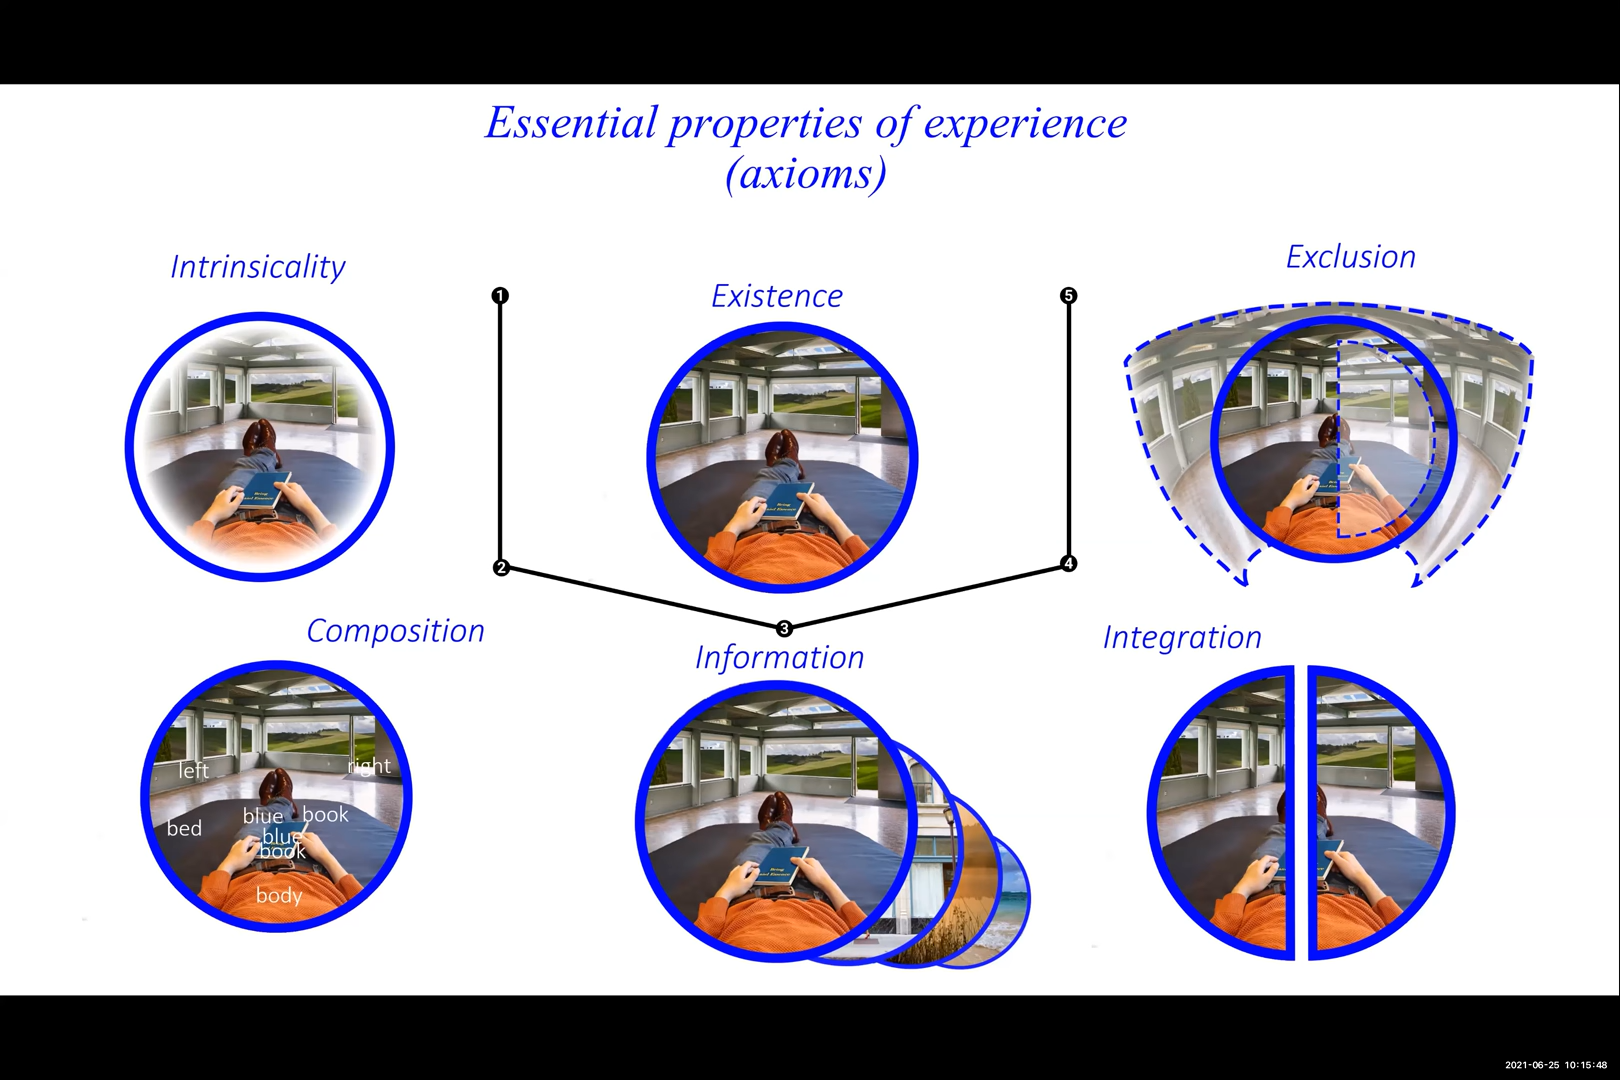 Essential properties of experience
(axioms)
Intrinsicality
Existence
Exclusion
1
5
2
4
3
Composition
Information
Integration
left
right
bed
blue
book
blue
book
body
2021-06-25 10:15:48